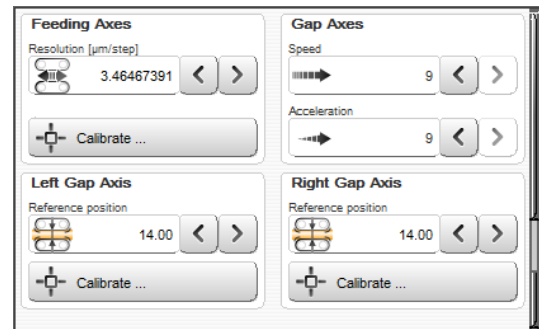 Feeding Axes
Resolution [µm/step]
3.46467391
Calibrate ...
Gap Axes
Speed
9
Acceleration
9
Left Gap Axis
Reference position
14.00
Calibrate ...
Right Gap Axis
Reference position
14.00
Calibrate ...